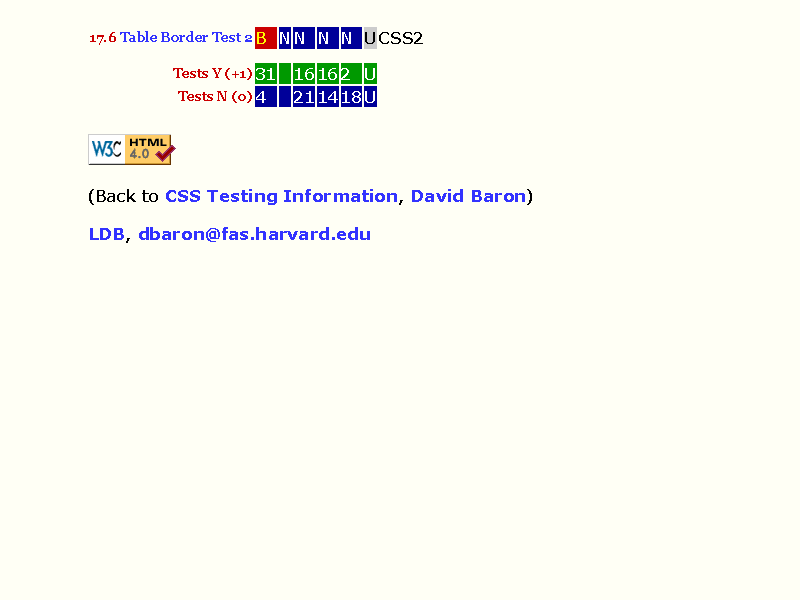 17.6 Table Border Test 2 B N N N N U CSS2
Tests Y (+1) 31 16 16 2 U
Tests N (0) 4 21 14 18 U
W3C HTML 4.0
(Back to CSS Testing Information, David Baron)
LDB, dbaron@fas.harvard.edu